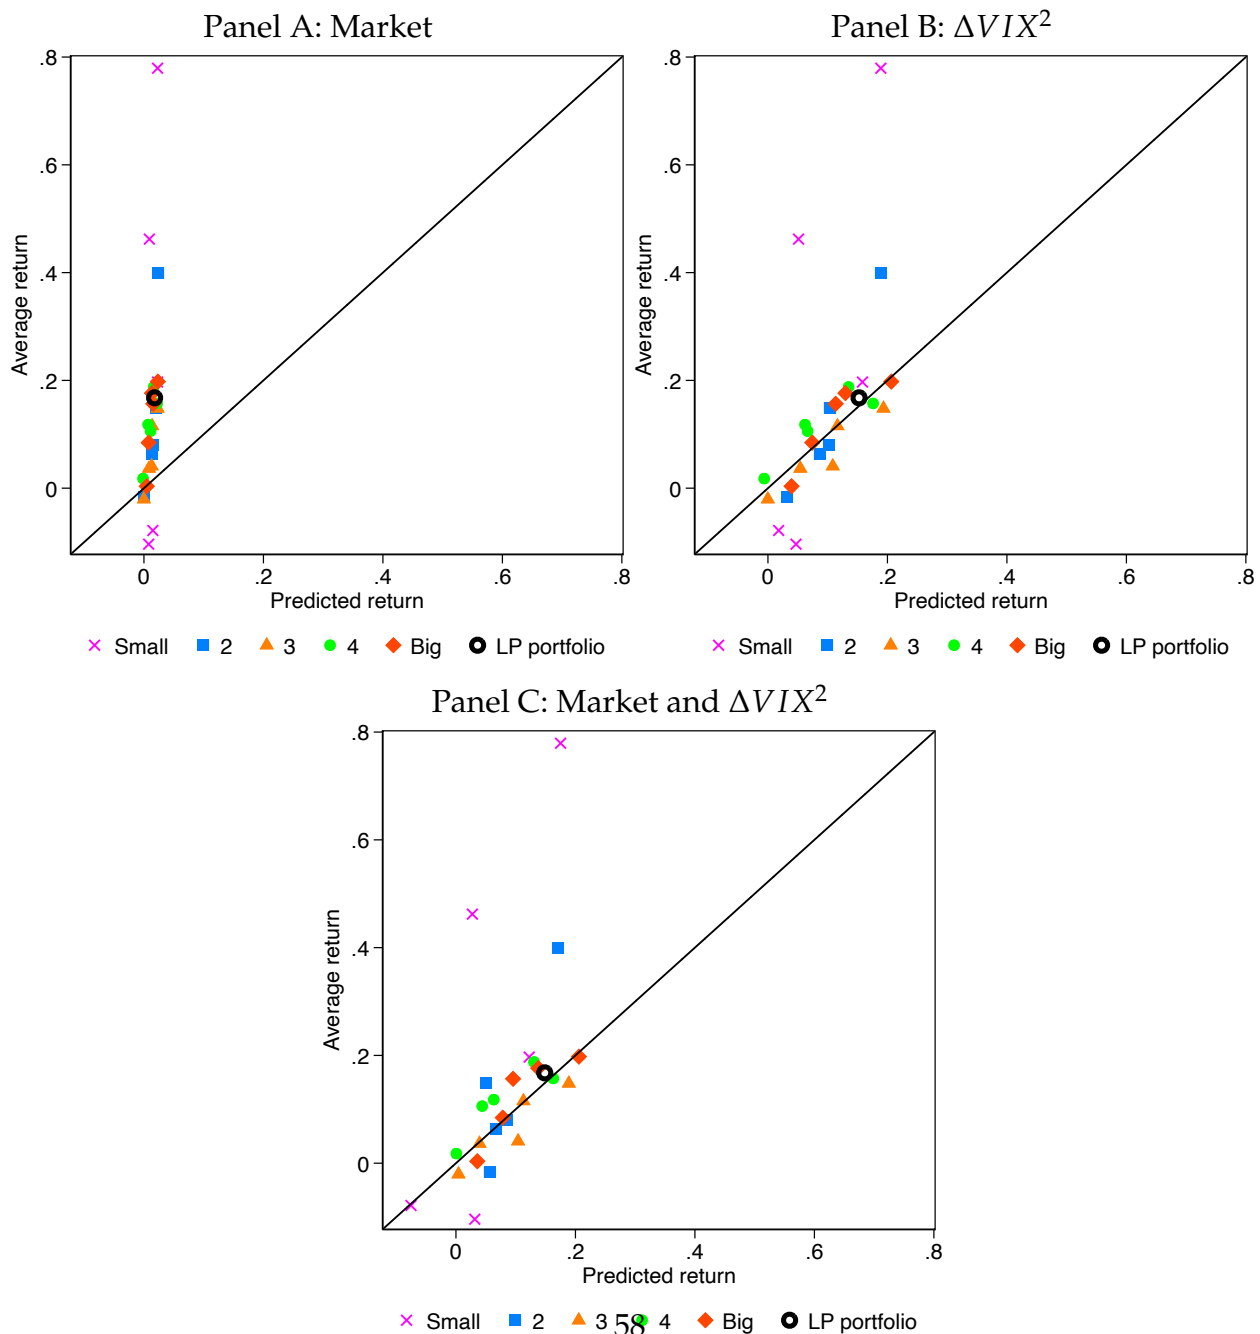 Panel A: Market
.8
.6
.4
.2
0
Average return
0 .2 .4 .6 .8
Predicted return
Small 2 3 4 Big LP portfolio
Panel B: ΔVIX²
.8
.6
.4
.2
0
Average return
0 .2 .4 .6 .8
Predicted return
Small 2 3 4 Big LP portfolio
Panel C: Market and ΔVIX²
.8
.6
.4
.2
0
Average return
0 .2 .4 .6 .8
Predicted return
Small 2 3 4 Big LP portfolio
58